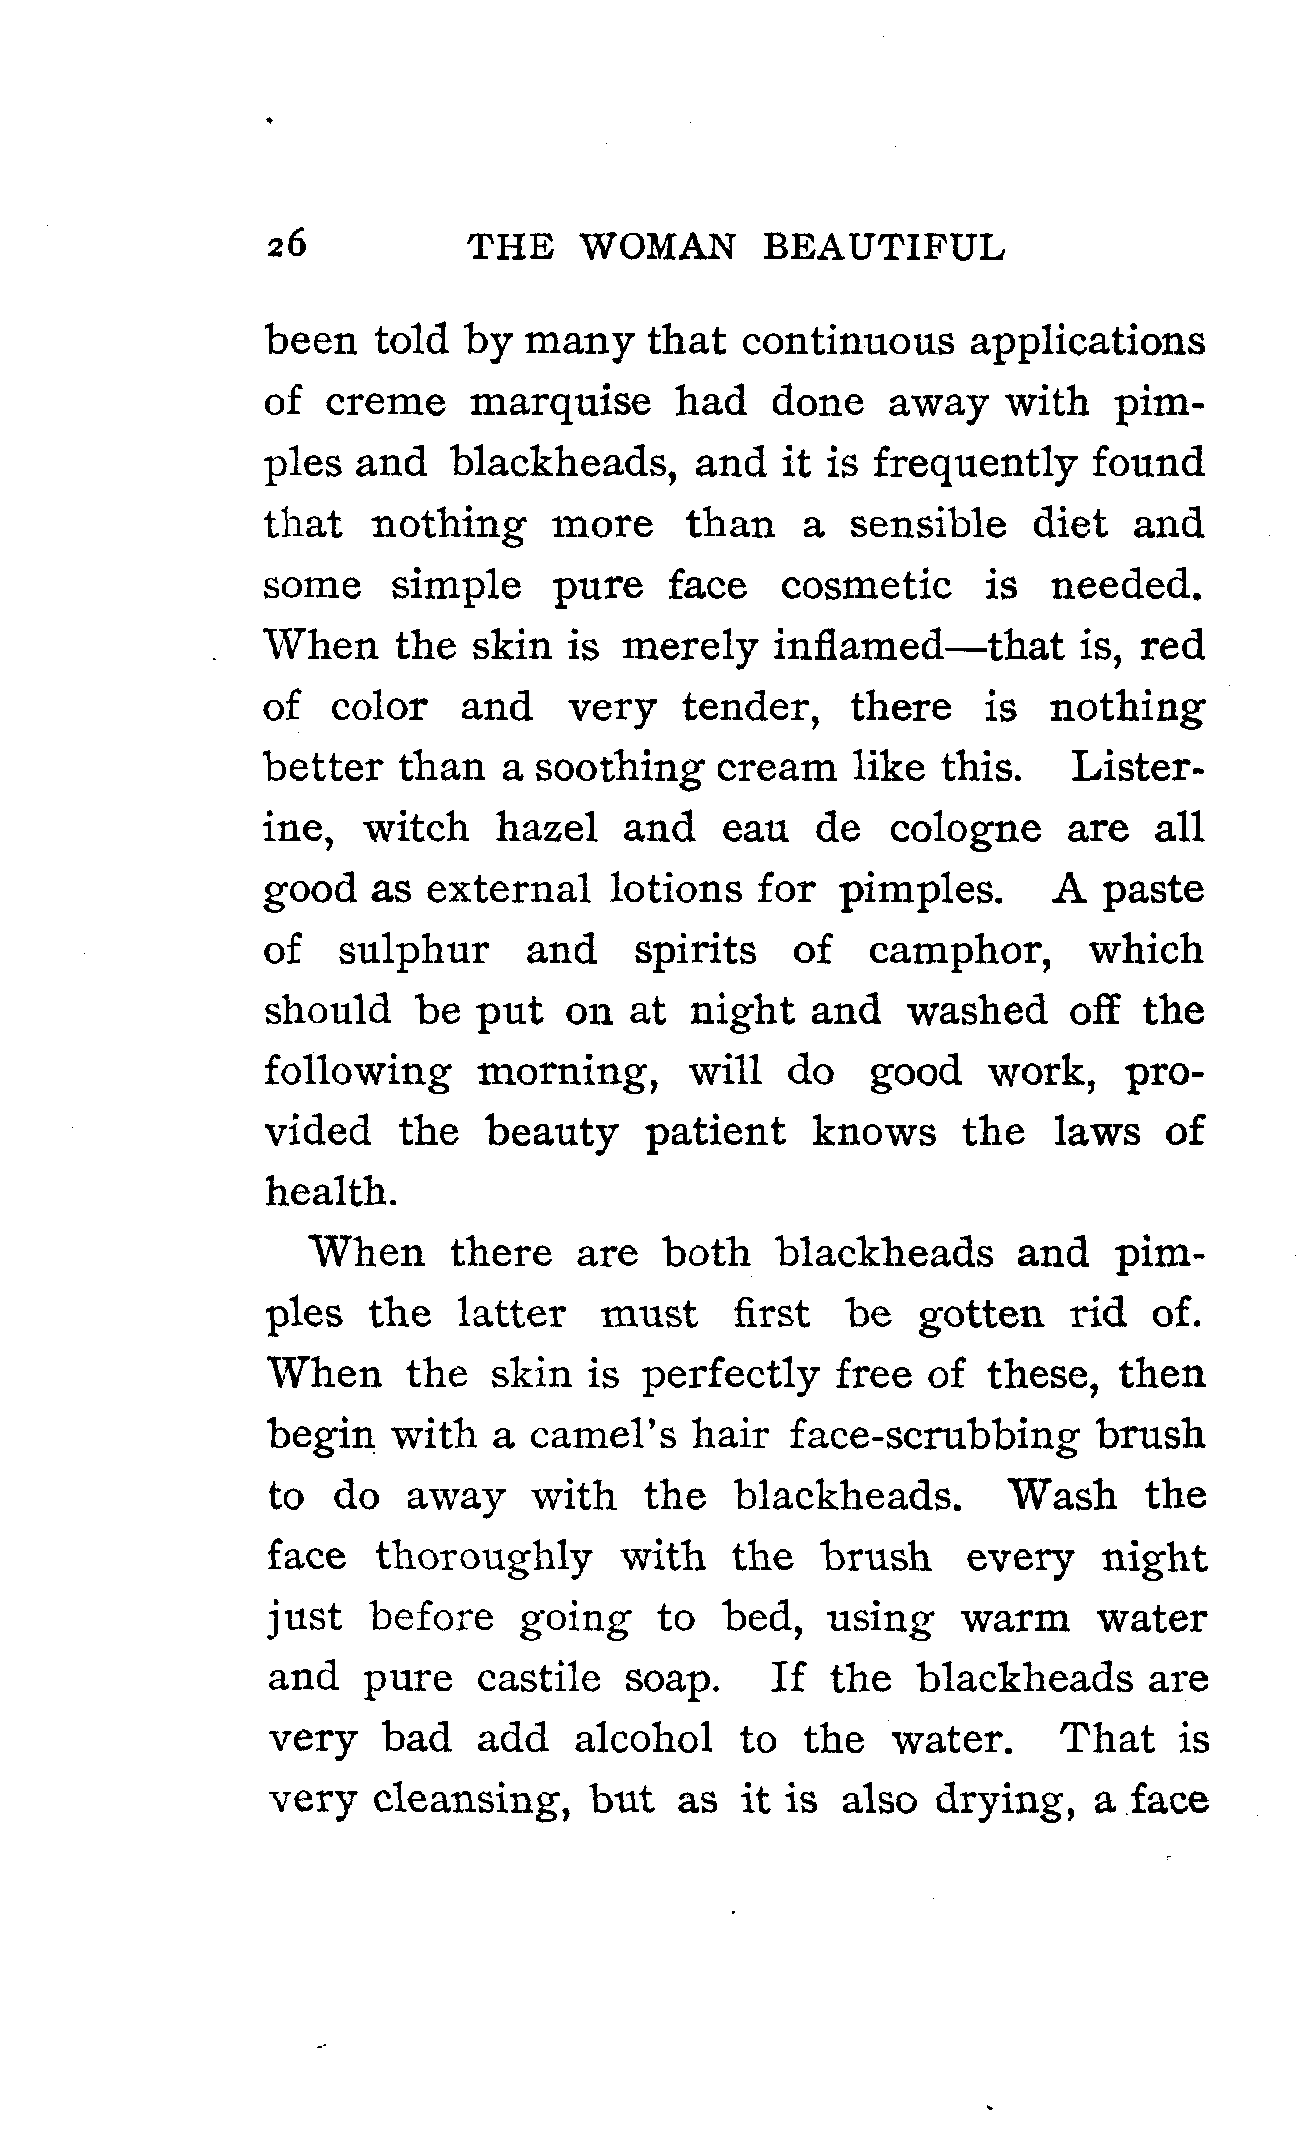 26 THE WOMAN BEAUTIFUL
been told by many that continuous applications
of creme marquise had done away with pim-
ples and blackheads, and it is frequently found
that nothing more than a sensible diet and
some simple pure face cosmetic is needed.
When the skin is merely inflamed—that is, red
of color and very tender, there is nothing
better than a soothing cream like this. Lister-
ine, witch hazel and eau de cologne are all
good as external lotions for pimples. A paste
of sulphur and spirits of camphor, which
should be put on at night and washed off the
following morning, will do good work, pro-
vided the beauty patient knows the laws of
health.
When there are both blackheads and pim-
ples the latter must first be gotten rid of.
When the skin is perfectly free of these, then
begin with a camel's hair face-scrubbing brush
to do away with the blackheads. Wash the
face thoroughly with the brush every night
just before going to bed, using warm water
and pure castile soap. If the blackheads are
very bad add alcohol to the water. That is
very cleansing, but as it is also drying, a face